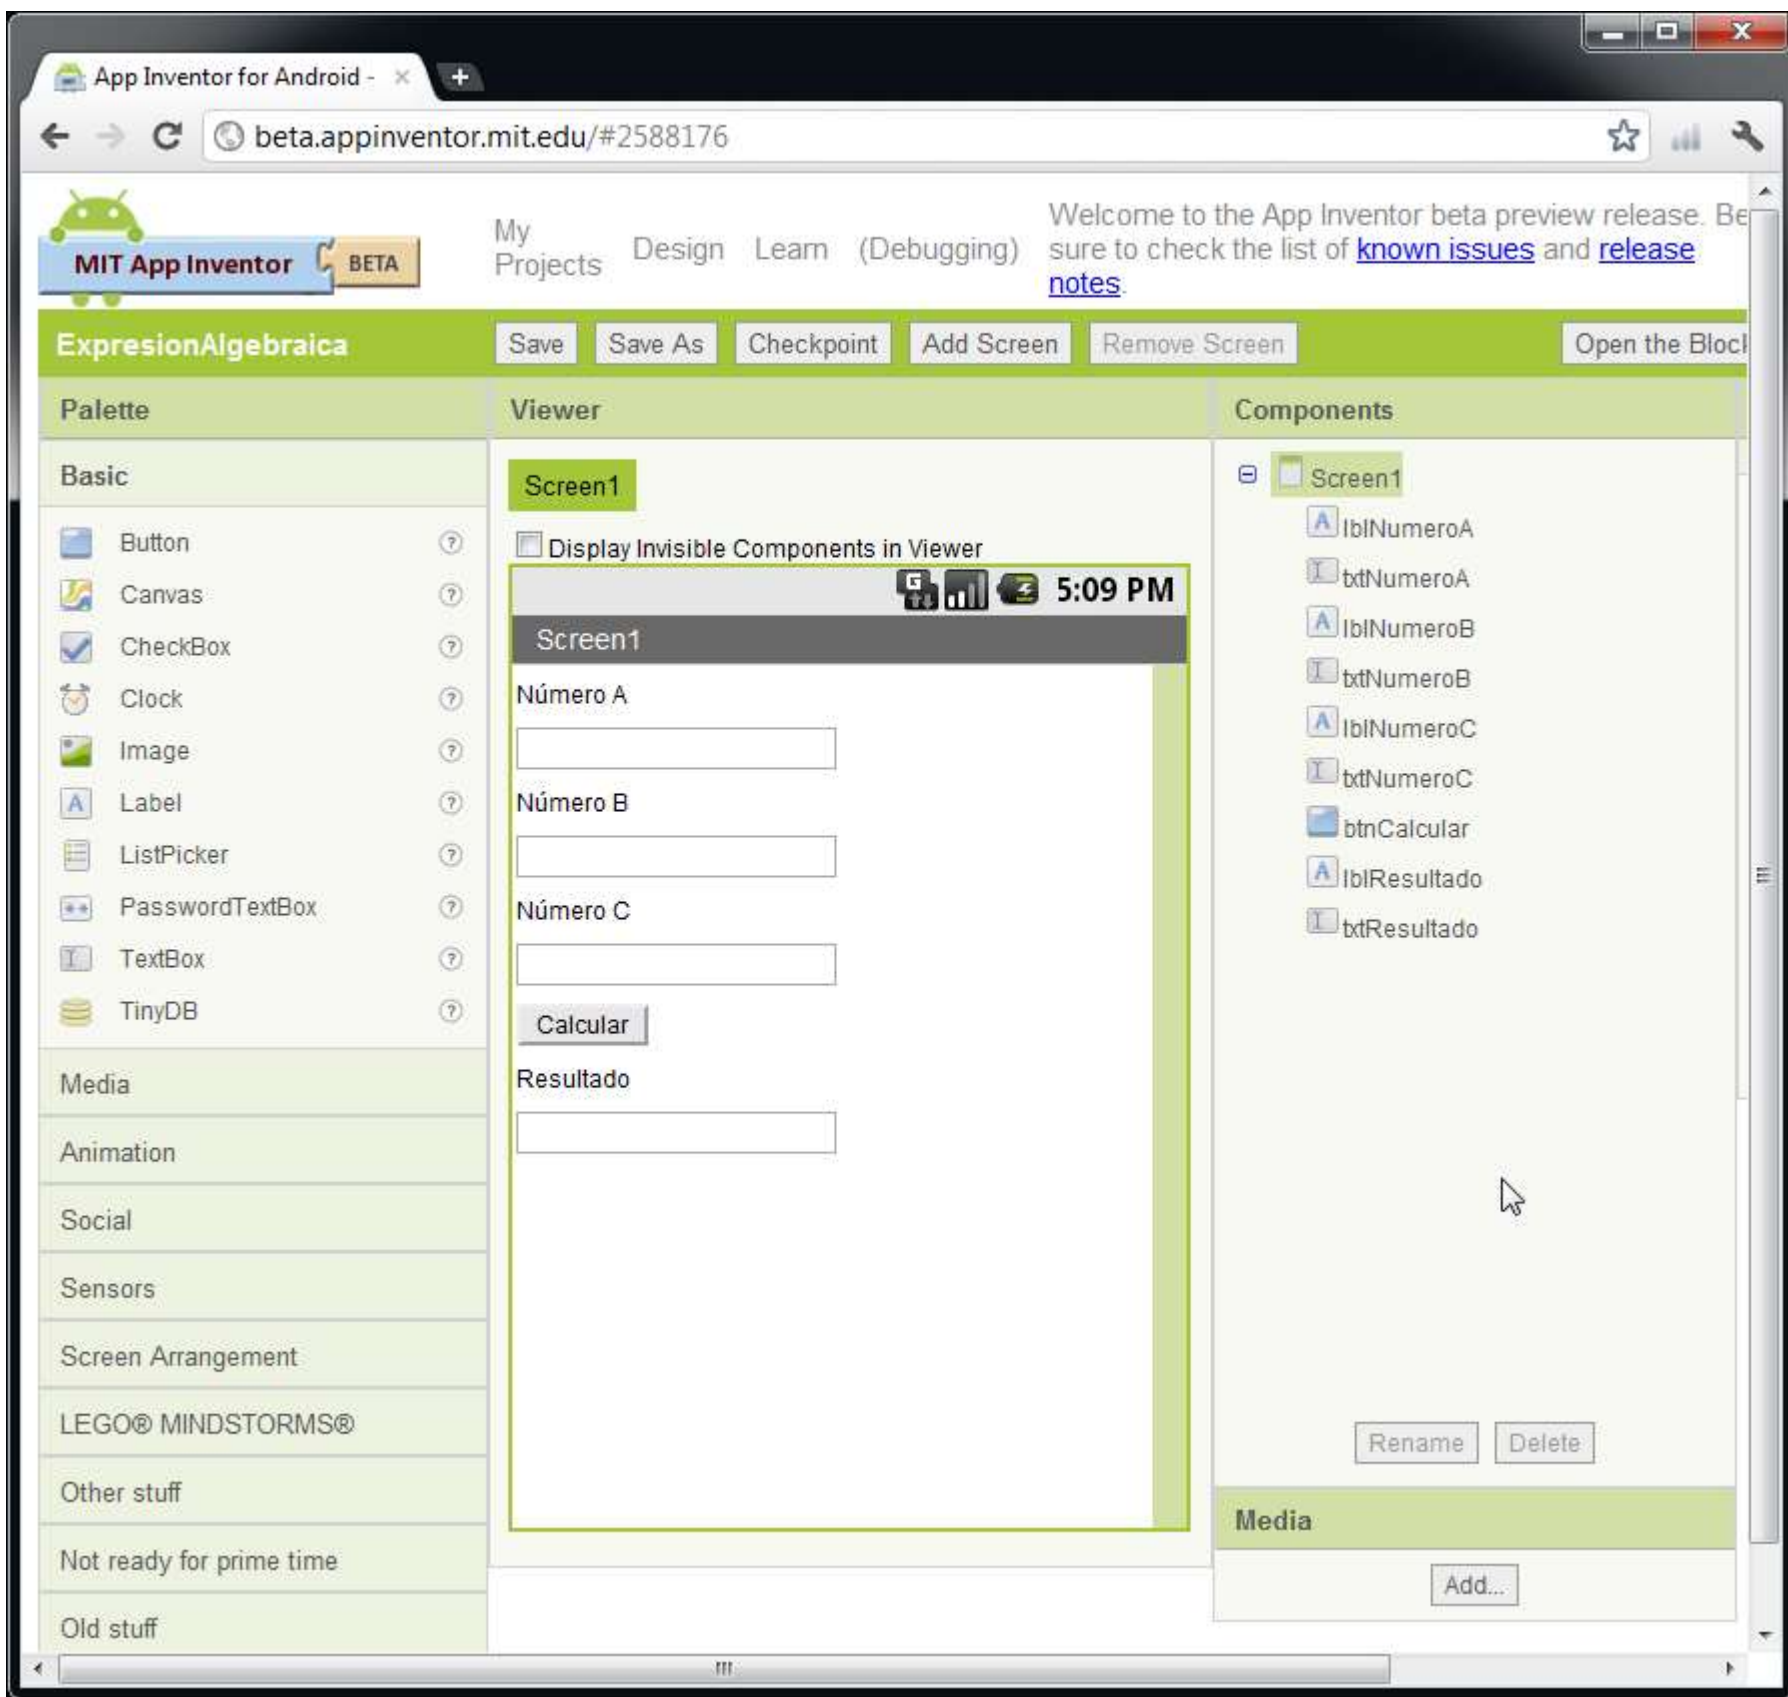 App Inventor for Android -
beta.appinventor.mit.edu/#2588176
MIT App Inventor BETA
My Projects
Design
Learn
(Debugging)
Welcome to the App Inventor beta preview release. Be
sure to check the list of known issues and release
notes.
ExpresionAlgebraica
Save
Save As
Checkpoint
Add Screen
Remove Screen
Open the Block
Palette
Basic
Button
Canvas
CheckBox
Clock
Image
Label
ListPicker
PasswordTextBox
TextBox
TinyDB
Media
Animation
Social
Sensors
Screen Arrangement
LEGO® MINDSTORMS®
Other stuff
Not ready for prime time
Old stuff
Viewer
Screen1
Display Invisible Components in Viewer
5:09 PM
Screen1
Número A
Número B
Número C
Calcular
Resultado
Components
Screen1
lblNumeroA
txtNumeroA
lblNumeroB
txtNumeroB
lblNumeroC
txtNumeroC
btnCalcular
lblResultado
txtResultado
Rename
Delete
Media
Add...